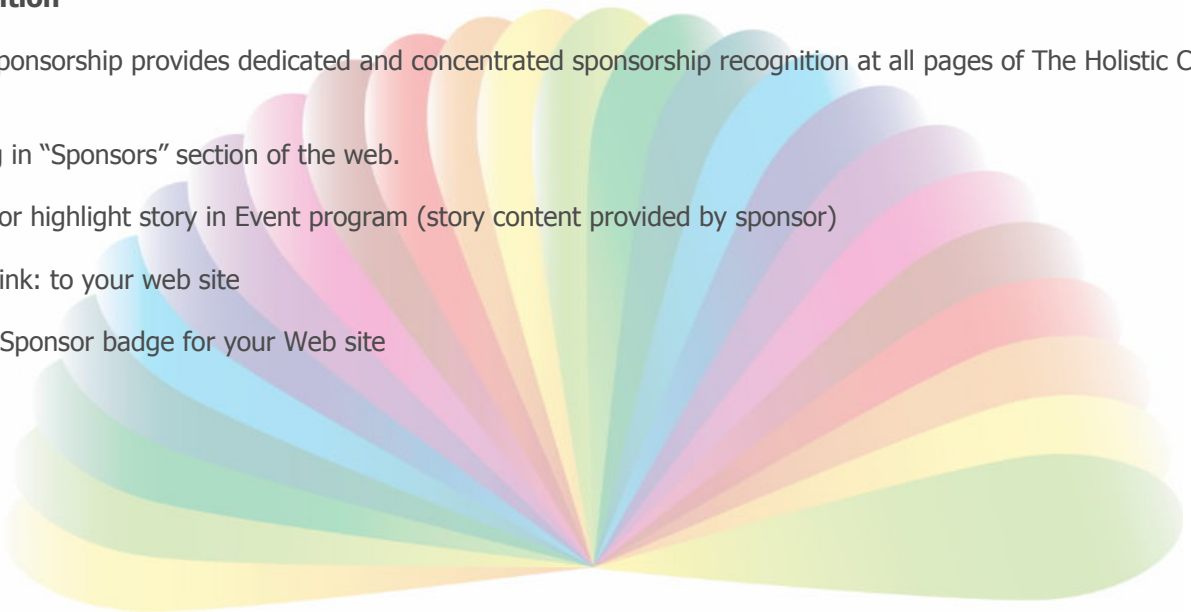 ition
ponsorship provides dedicated and concentrated sponsorship recognition at all pages of The Holistic C
g in “Sponsors” section of the web.
or highlight story in Event program (story content provided by sponsor)
ink: to your web site
Sponsor badge for your Web site